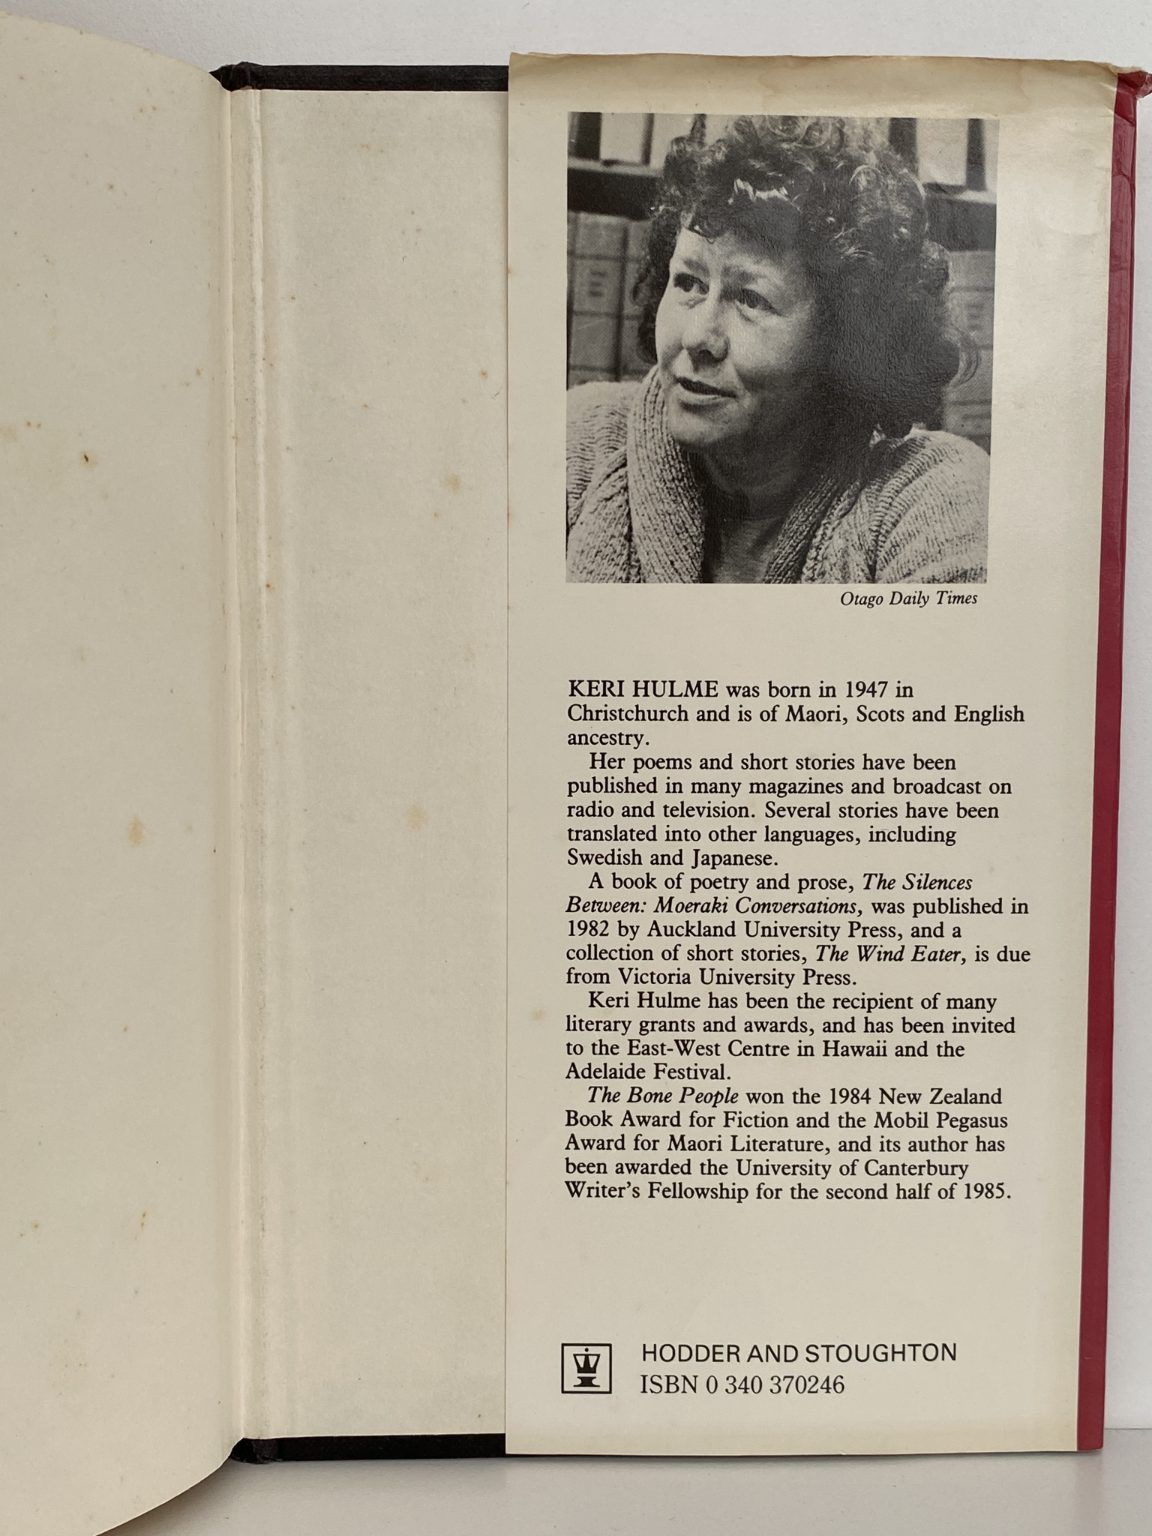 Otago Daily Times
KERI HULME was born in 1947 in
Christchurch and is of Maori, Scots and English
ancestry.
Her poems and short stories have been
published in many magazines and broadcast on
radio and television. Several stories have been
translated into other languages, including
Swedish and Japanese.
A book of poetry and prose, The Silences
Between: Moeraki Conversations, was published in
1982 by Auckland University Press, and a
collection of short stories, The Wind Eater, is due
from Victoria University Press.
Keri Hulme has been the recipient of many
literary grants and awards, and has been invited
to the East-West Centre in Hawaii and the
Adelaide Festival.
The Bone People won the 1984 New Zealand
Book Award for Fiction and the Mobil Pegasus
Award for Maori Literature, and its author has
been awarded the University of Canterbury
Writer's Fellowship for the second half of 1985.
HODDER AND STOUGHTON
ISBN 0 340 370246